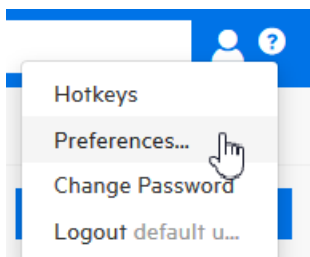 ?
Hotkeys
Preferences...
Change Password
Logout default u...